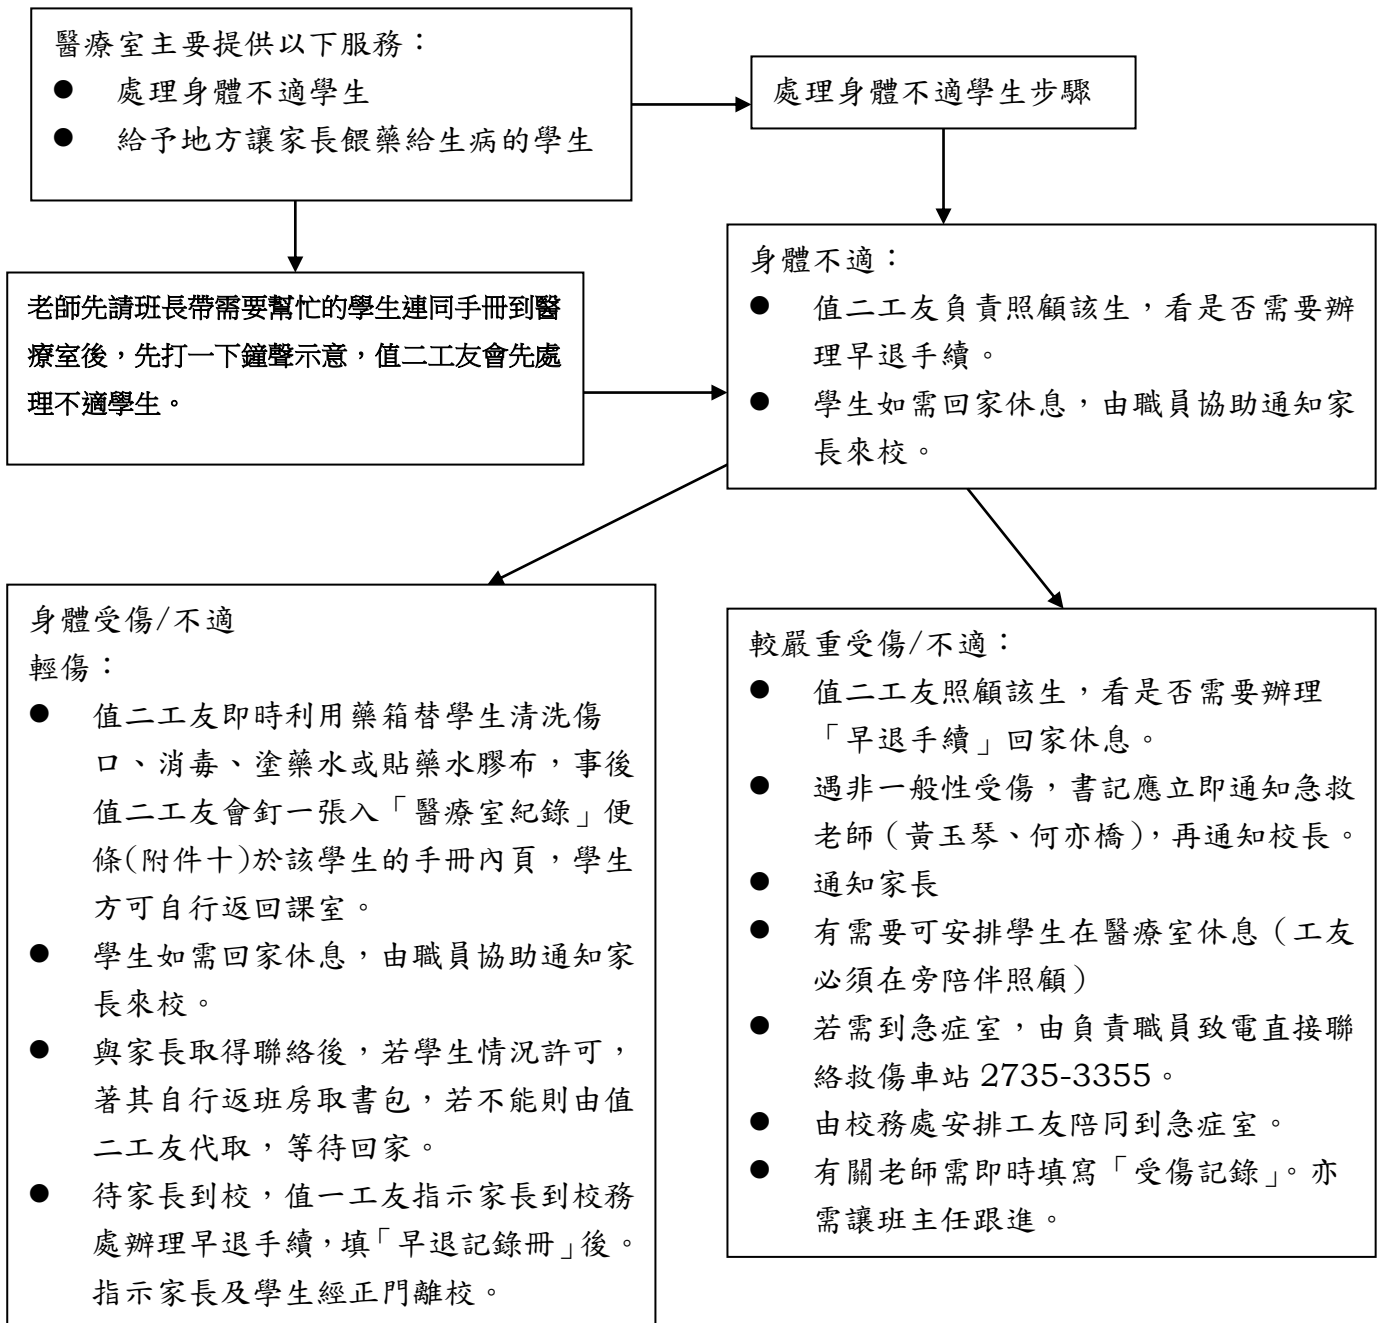 醫療室主要提供以下服務：
● 處理身體不適學生
● 給予地方讓家長餵藥給生病的學生
處理身體不適學生步驟
老師先請班長帶需要幫忙的學生連同手冊到醫
療室後，先打一下鐘聲示意，值二工友會先處
理不適學生。
身體不適：
● 值二工友負責照顧該生，看是否需要辦
理早退手續。
● 學生如需回家休息，由職員協助通知家
長來校。
身體受傷/不適
輕傷：
● 值二工友即時利用藥箱替學生清洗傷
口、消毒、塗藥水或貼藥水膠布，事後
值二工友會釘一張入「醫療室紀錄」便
條(附件十)於該學生的手冊內頁，學生
方可自行返回課室。
● 學生如需回家休息，由職員協助通知家
長來校。
● 與家長取得聯絡後，若學生情況許可，
著其自行返班房取書包，若不能則由值
二工友代取，等待回家。
● 待家長到校，值一工友指示家長到校務
處辦理早退手續，填「早退記錄冊」後。
指示家長及學生經正門離校。
較嚴重受傷/不適：
● 值二工友照顧該生，看是否需要辦理
「早退手續」回家休息。
● 遇非一般性受傷，書記應立即通知急救
老師（黃玉琴、何亦橋），再通知校長。
● 通知家長
● 有需要可安排學生在醫療室休息（工友
必須在旁陪伴照顧）
● 若需到急症室，由負責職員致電直接聯
絡救傷車站 2735-3355。
● 由校務處安排工友陪同到急症室。
● 有關老師需即時填寫「受傷記錄」。亦
需讓班主任跟進。